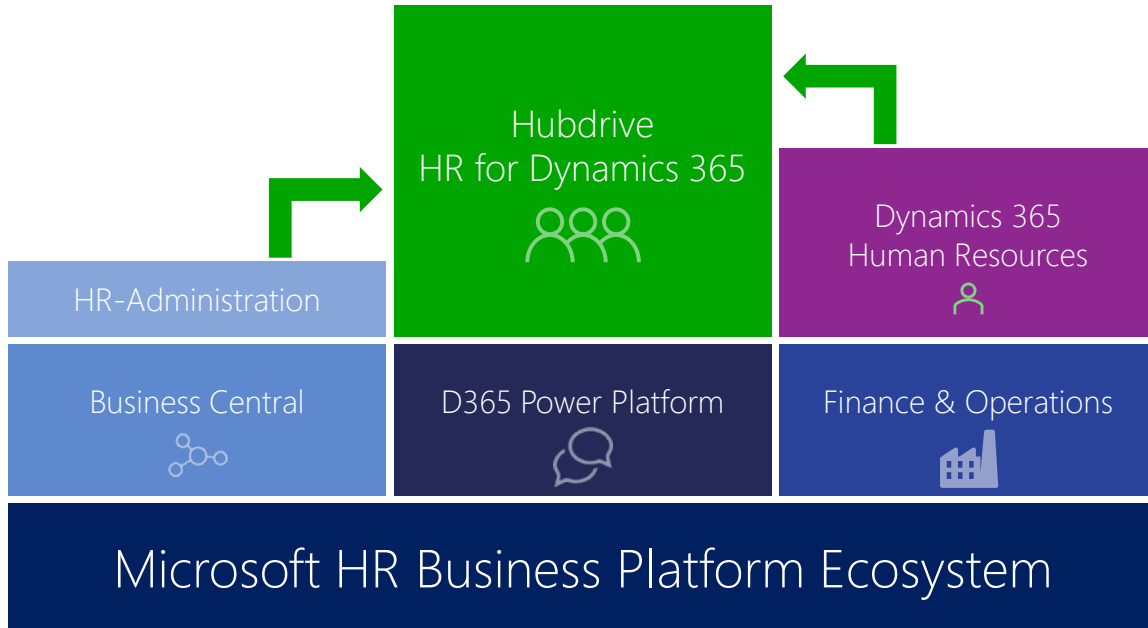 Hubdrive
HR for Dynamics 365
Dynamics 365
Human Resources
HR-Administration
Business Central
D365 Power Platform
Finance & Operations
Microsoft HR Business Platform Ecosystem